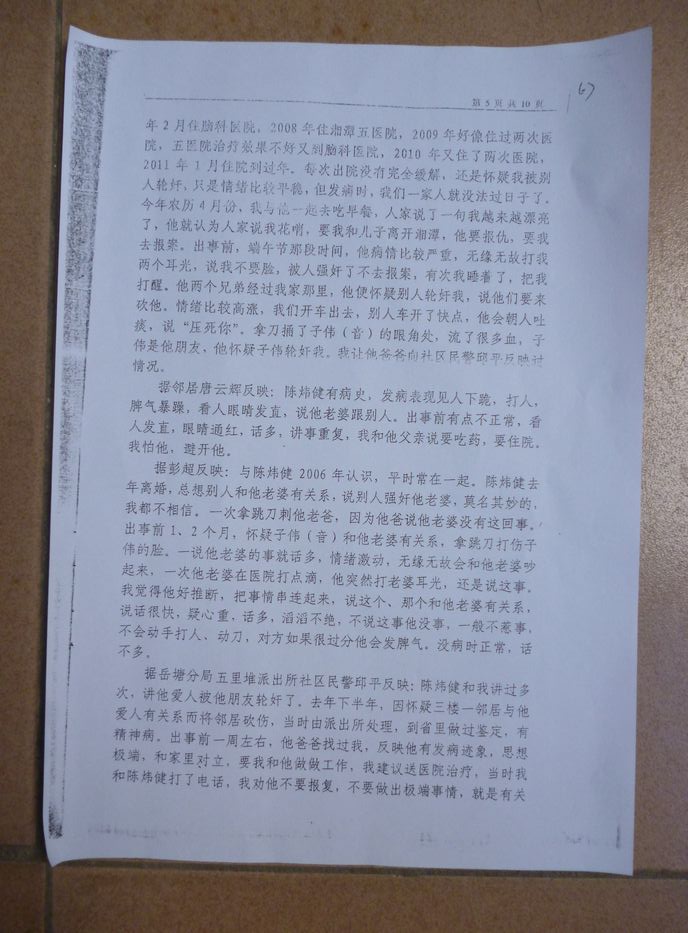 67
第 5 页 共 10 页
年 2 月住脑科医院，2008 年住湘潭五医院，2009 年好像住过两次医
院，五医院治疗效果不好又到脑科医院，2010 年又住了两次医院，
2011 年 1 月住院到过年。每次出院没有完全缓解，还是怀疑我被别
人轮奸，只是情绪比较平稳，但发病时，我们一家人就没法过日子了。
今年农历 4 月份，我与他一起去吃早餐，人家说了一句我越来越漂亮
了，他就认为人家说我花哨，要我和儿子离开湘潭，他要报仇，要我
去报案。出事前，端午节那段时间，他病情比较严重，无缘无故打我
两个耳光，说我不要脸，被人强奸了不去报案，有次我睡着了，把我
打醒。他两个兄弟经过我家那里，他便怀疑别人轮奸我，说他们要来
砍他。情绪比较高涨，我们开车出去，别人车开了快点，他会朝人吐
痰，说“压死你”。拿刀捅了子伟（音）的眼角处，流了很多血，子
伟是他朋友，他怀疑子伟轮奸我。我让他爸爸向社区民警邱平反映过
情况。
据邻居唐云辉反映：陈炜健有病史，发病表现见人下跪，打人，
脾气暴躁，看人眼睛发直，说他老婆跟别人。出事前有点不正常，看
人发直，眼睛通红，话多，讲事重复，我和他父亲说要吃药，要住院。
我怕他，避开他。
据彭超反映：与陈炜健 2006 年认识，平时常在一起。陈炜健去
年离婚，总想别人和他老婆有关系，说别人强奸他老婆，莫名其妙的，
我都不相信。一次拿跳刀刺他老爸，因为他爸说他老婆没有这回事。
出事前 1、2 个月，怀疑子伟（音）和他老婆有关系，拿跳刀打伤子
伟的脸。一说他老婆的事就话多，情绪激动，无缘无故会和他老婆吵
起来，一次他老婆在医院打点滴，他突然打老婆耳光，还是说这事。
我觉得他好推断，把事情串连起来，说这个、那个和他老婆有关系，
说话很快，疑心重，话多，滔滔不绝，不说这事他没事，一般不惹事，
不会动手打人、动刀，对方如果很过分他会发脾气。没病时正常，话
不多。
据岳塘分局五里堆派出所社区民警邱平反映：陈炜健和我讲过多
次，讲他爱人被他朋友轮奸了。去年下半年，因怀疑三楼一邻居与他
爱人有关系而将邻居砍伤，当时由派出所处理，到省里做过鉴定，有
精神病。出事前一周左右，他爸爸找过我，反映他有发病迹象，思想
极端，和家里对立，要我和他做做工作，我建议送医院治疗，当时我
和陈炜健打了电话，我劝他不要报复，不要做出极端事情，就是有关